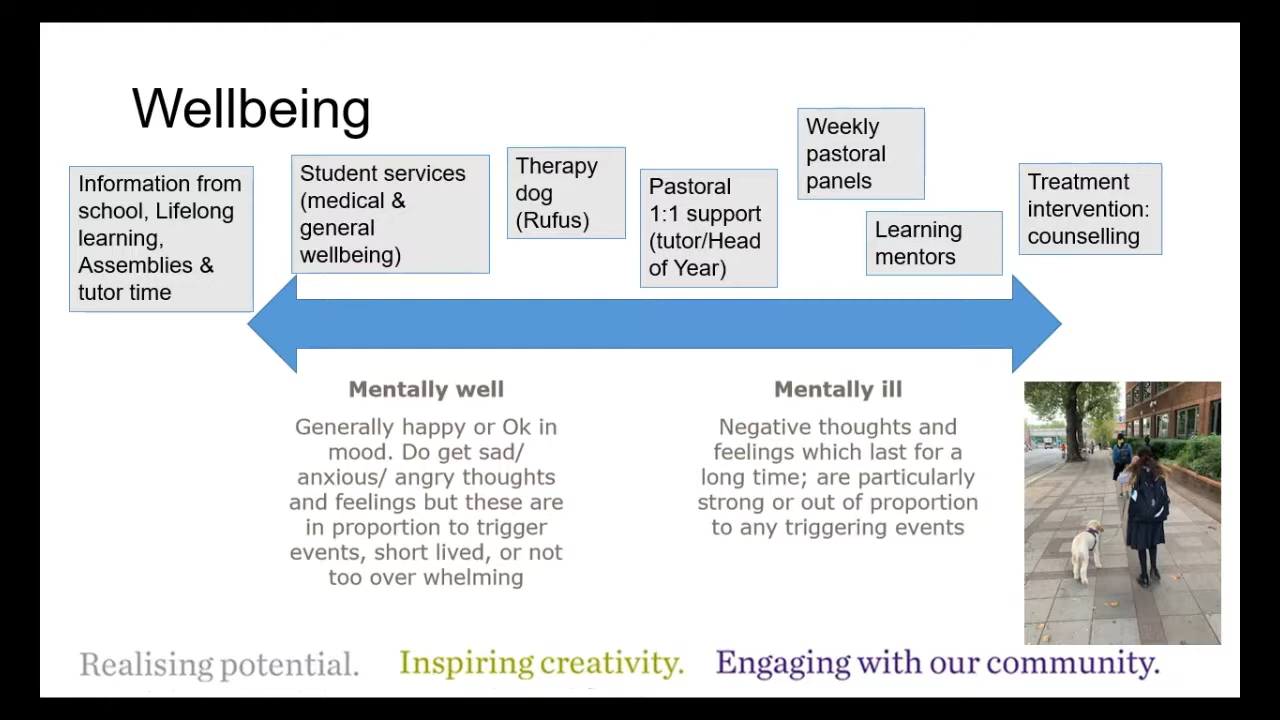 Wellbeing
Information from
school, Lifelong
learning,
Assemblies &
tutor time
Student services
(medical &
general
wellbeing)
Therapy
dog
(Rufus)
Pastoral
1:1 support
(tutor/Head
of Year)
Weekly
pastoral
panels
Learning
mentors
Treatment
intervention:
counselling
Mentally well
Generally happy or Ok in
mood. Do get sad/
anxious/ angry thoughts
and feelings but these are
in proportion to trigger
events, short lived, or not
too over whelming
Mentally ill
Negative thoughts and
feelings which last for a
long time; are particularly
strong or out of proportion
to any triggering events
Realising potential. Inspiring creativity. Engaging with our community.